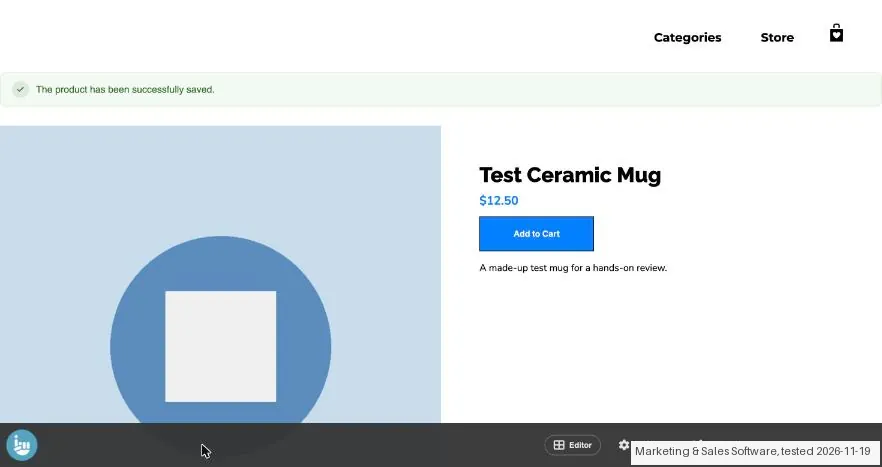 Categories
Store
The product has been successfully saved.
Test Ceramic Mug
$12.50
Add to Cart
A made-up test mug for a hands-on review.
Editor
Marketing & Sales Software, tested 2026-11-19